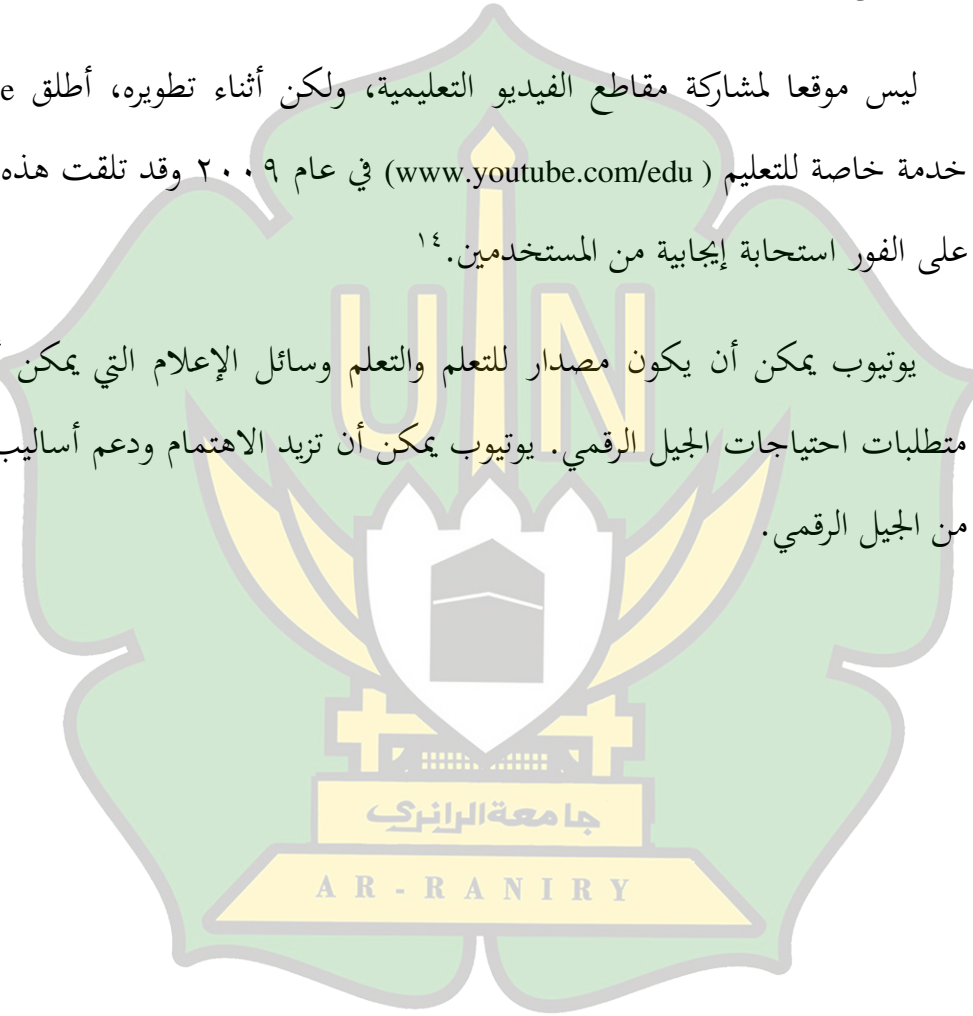 ليس موقعا لمشاركة مقاطع الفيديو التعليمية، ولكن أثناء تطويره، أطلق e
خدمة خاصة للتعليم ( www.youtube.com/edu) في عام ٢٠٠٩ وقد تلقت هذه
على الفور استحابة إيجابية من المستخدمين.١٤
يوتيوب يمكن أن يكون مصدار للتعلم والتعلم وسائل الإعلام التي يمكن
متطلبات احتياجات الجيل الرقمي. يوتيوب يمكن أن تزيد الاهتمام ودعم أساليب
من الجيل الرقمي.
UIN
جامعة الرانري
AR-RANIRY